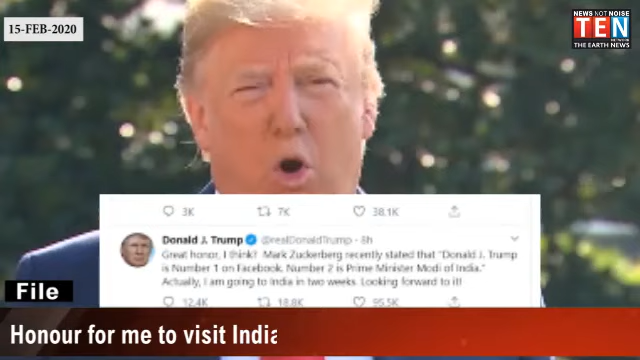 15-FEB-2020
NEWS NOT NOISE
TEN
NETWORK
THE EARTH NEWS
3K 7K 38.1K
Donald J. Trump @realDonaldTrump · 8h
Great honor, I think? Mark Zuckerberg recently stated that "Donald J. Trump
is Number 1 on Facebook. Number 2 is Prime Minister Modi of India."
Actually, I am going to India in two weeks. Looking forward to it!
12.4K 18.8K 95.5K
File
Honour for me to visit India